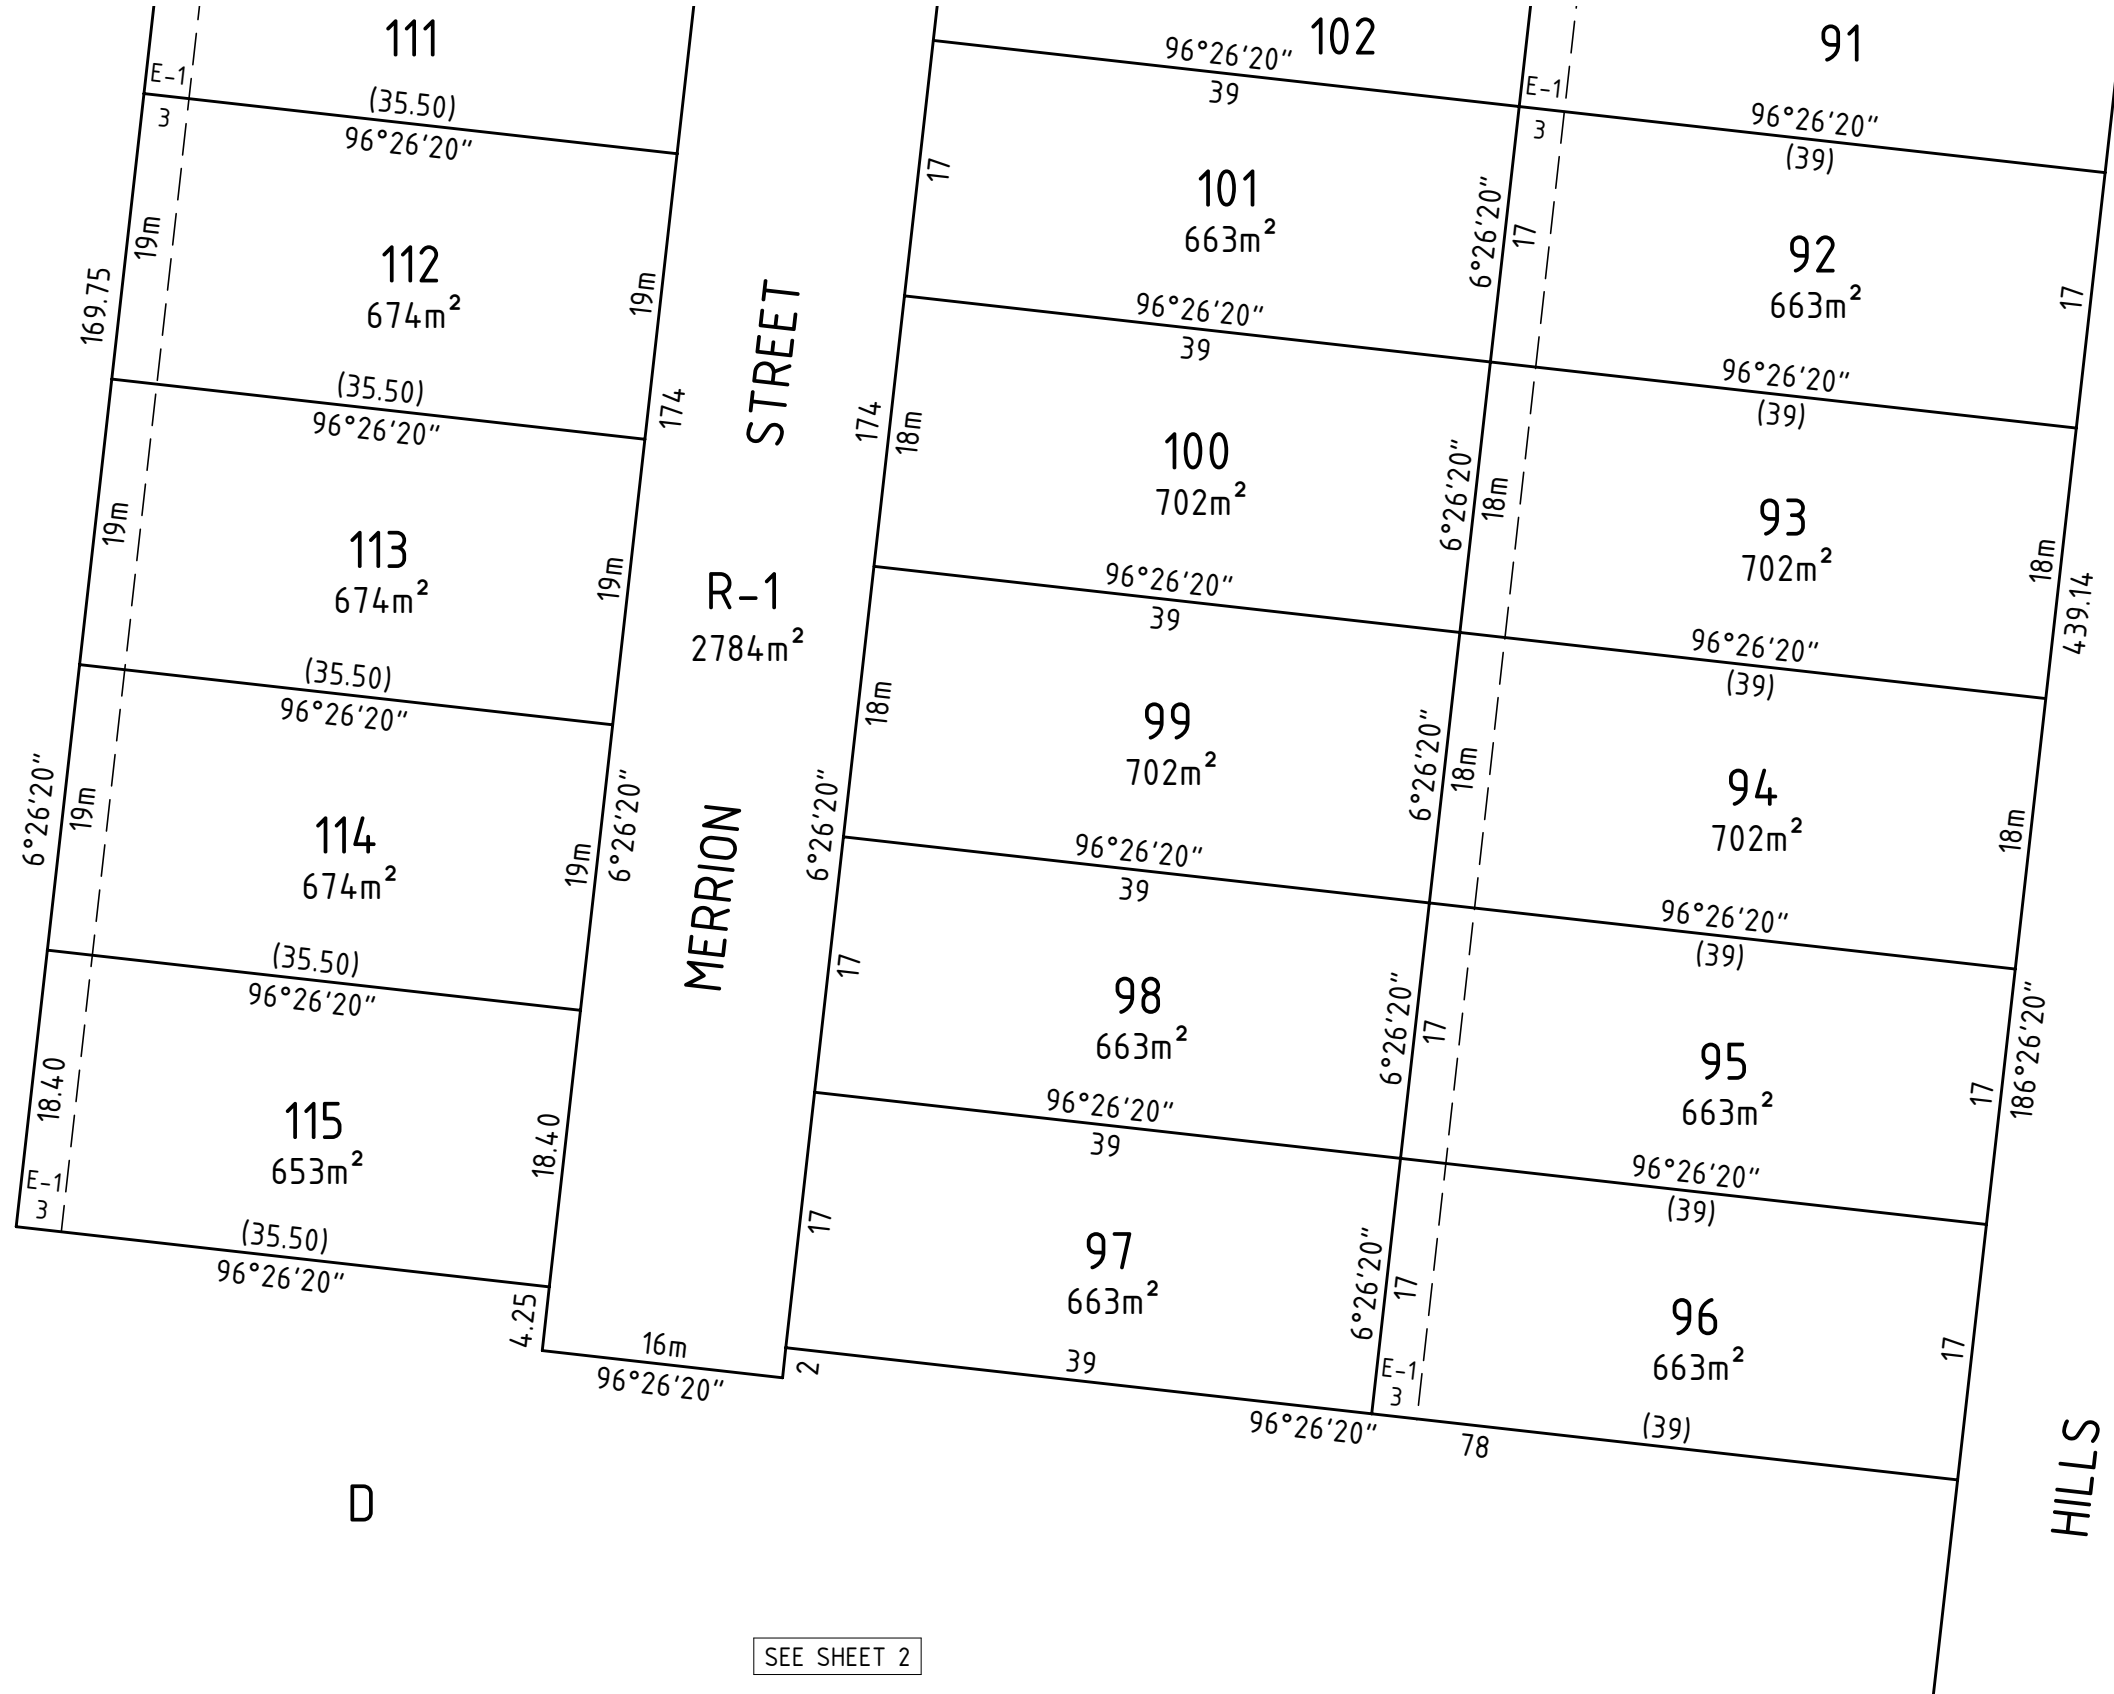 111
E-1
3
(35.50)
96°26'20"
169.75
19m
112
674m²
19m
(35.50)
96°26'20"
174
19m
113
674m²
19m
(35.50)
96°26'20"
6°26'20"
19m
114
674m²
19m
6°26'20"
(35.50)
96°26'20"
18.40
115
653m²
18.40
E-1
3
(35.50)
96°26'20"
4.25
16m
96°26'20"
2
MERRION STREET
R-1
2784m²
102
96°26'20"
39
17
101
663m²
6°26'20"
96°26'20"
39
174
18m
100
702m²
6°26'20"
96°26'20"
39
18m
99
702m²
6°26'20"
6°26'20"
96°26'20"
39
17
98
663m²
6°26'20"
96°26'20"
39
17
97
663m²
6°26'20"
39
96°26'20"
78
91
E-1
3
96°26'20"
(39)
17
92
663m²
17
96°26'20"
(39)
18m
93
702m²
18m
439.14
96°26'20"
(39)
18m
94
702m²
18m
96°26'20"
(39)
17
95
663m²
17
186°26'20"
96°26'20"
(39)
17
96
663m²
17
E-1
3
(39)
HILLS
D
SEE SHEET 2